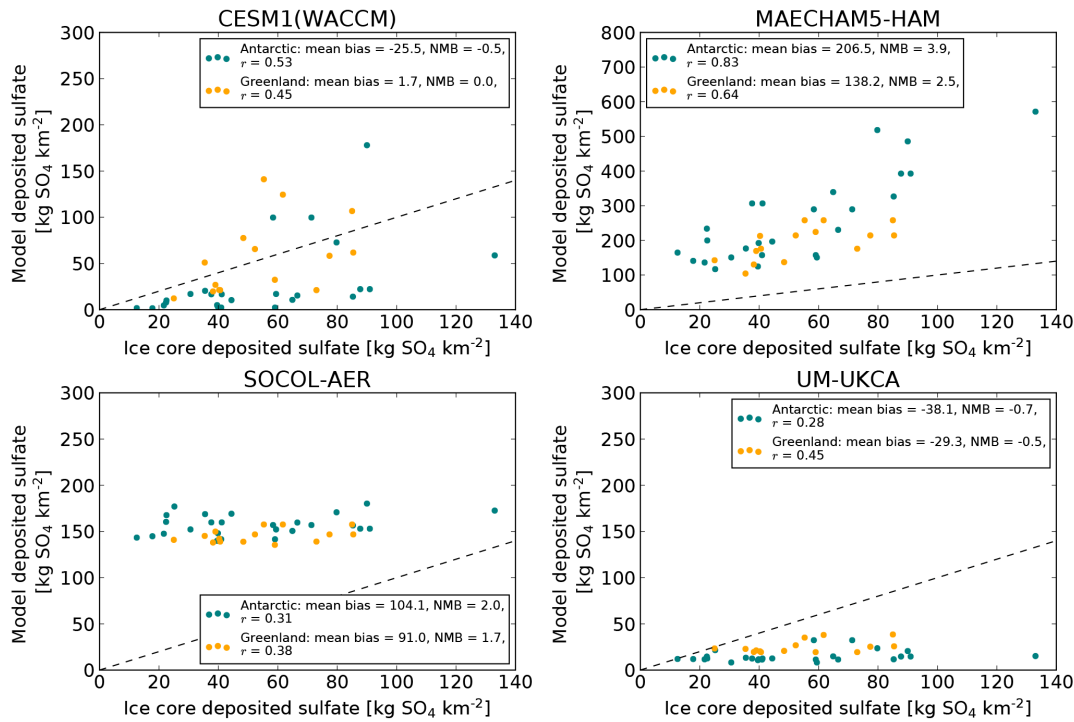 CESM1(WACCM)
Model deposited sulfate
[kg SO₄ km⁻²]
300
250
200
150
100
50
0
Antarctic: mean bias = -25.5, NMB = -0.5,
r = 0.53
Greenland: mean bias = 1.7, NMB = 0.0,
r = 0.45
0 20 40 60 80 100 120 140
Ice core deposited sulfate [kg SO₄ km⁻²]
MAECHAM5-HAM
Model deposited sulfate
[kg SO₄ km⁻²]
800
700
600
500
400
300
200
100
0
Antarctic: mean bias = 206.5, NMB = 3.9,
r = 0.83
Greenland: mean bias = 138.2, NMB = 2.5,
r = 0.64
0 20 40 60 80 100 120 140
Ice core deposited sulfate [kg SO₄ km⁻²]
SOCOL-AER
Model deposited sulfate
[kg SO₄ km⁻²]
300
250
200
150
100
50
0
Antarctic: mean bias = 104.1, NMB = 2.0,
r = 0.31
Greenland: mean bias = 91.0, NMB = 1.7,
r = 0.38
0 20 40 60 80 100 120 140
Ice core deposited sulfate [kg SO₄ km⁻²]
UM-UKCA
Model deposited sulfate
[kg SO₄ km⁻²]
300
250
200
150
100
50
0
Antarctic: mean bias = -38.1, NMB = -0.7,
r = 0.28
Greenland: mean bias = -29.3, NMB = -0.5,
r = 0.45
0 20 40 60 80 100 120 140
Ice core deposited sulfate [kg SO₄ km⁻²]